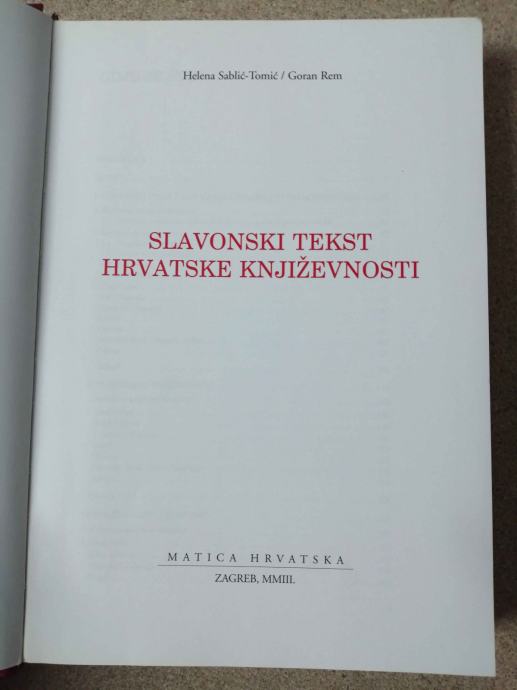 Helena Sablić-Tomić / Goran Rem
SLAVONSKI TEKST
HRVATSKE KNJIŽEVNOSTI
MATICA HRVATSKA
ZAGREB, MMIII.